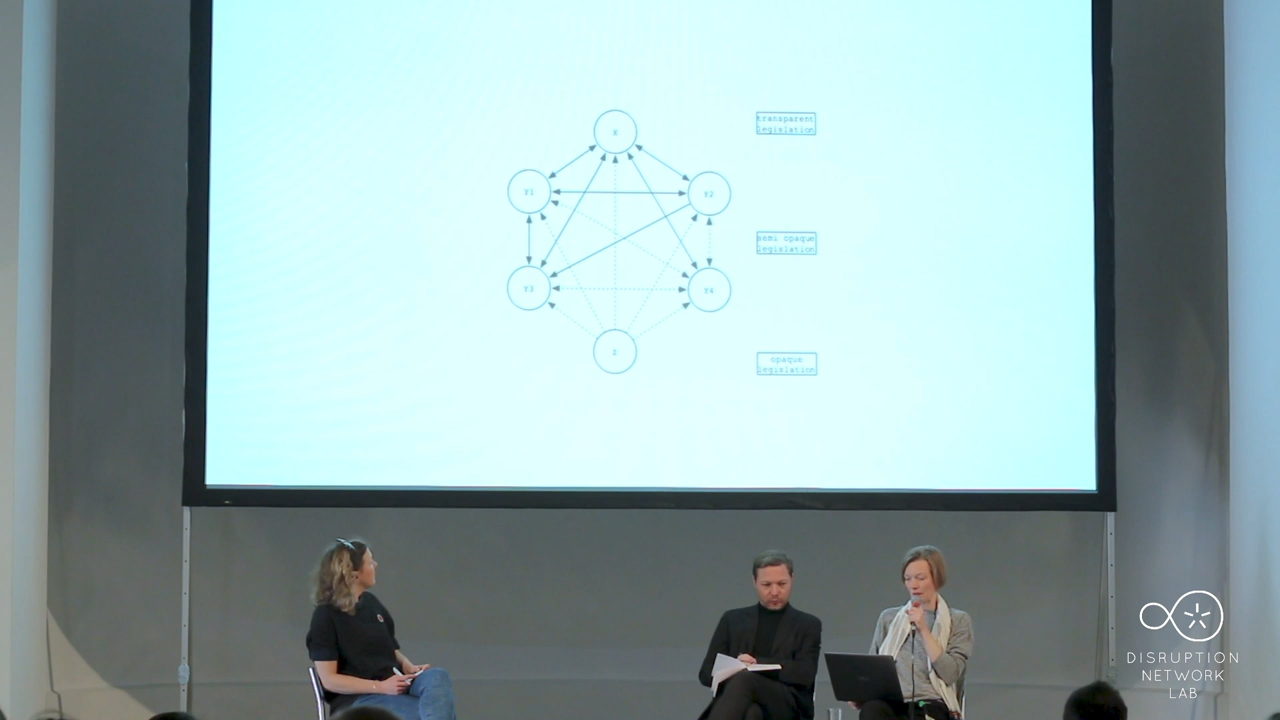 X
transparent
legislation
Y1
Y2
semi opaque
legislation
Y3
Y4
Z
opaque
legislation
DISRUPTION
NETWORK
LAB